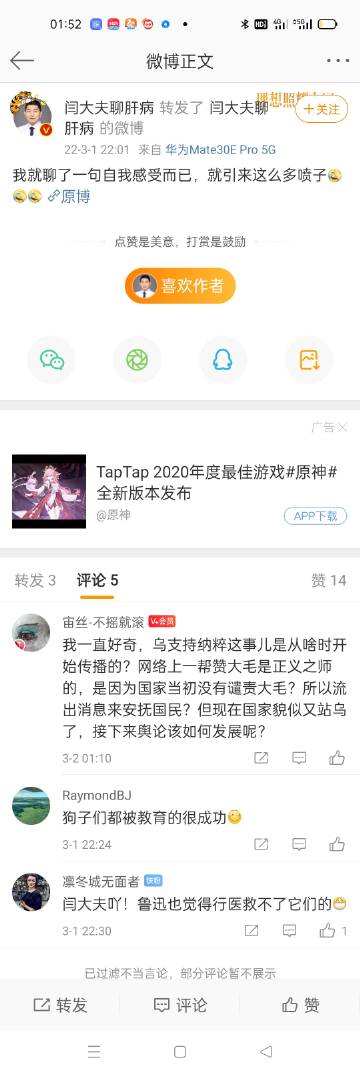 01:52
HD 4G 5G
微博正文
闫大夫聊肝病 转发了 闫大夫聊
肝病 的微博
理想照耀
+关注
22-3-1 22:01 来自 华为Mate30E Pro 5G
我就聊了一句自我感受而已，就引来这么多喷子
原博
点赞是美意，打赏是鼓励
喜欢作者
广告
TapTap 2020年度最佳游戏#原神#
全新版本发布
@原神
APP下载
转发 3 评论 5 赞 14
宙丝-不摇就滚 V+会员
我一直好奇，乌支持纳粹这事儿是从啥时开
始传播的？网络上一帮赞大毛是正义之师
的，是因为国家当初没有谴责大毛？所以流
出消息来安抚国民？但现在国家貌似又站乌
了，接下来舆论该如何发展呢？
3-2 01:10
RaymondBJ
狗子们都被教育的很成功
3-1 22:24
凛冬城无面者 铁粉
闫大夫吖！鲁迅也觉得行医救不了它们的
3-1 22:30 1
已过滤不当言论，部分评论暂不展示
转发 评论 赞